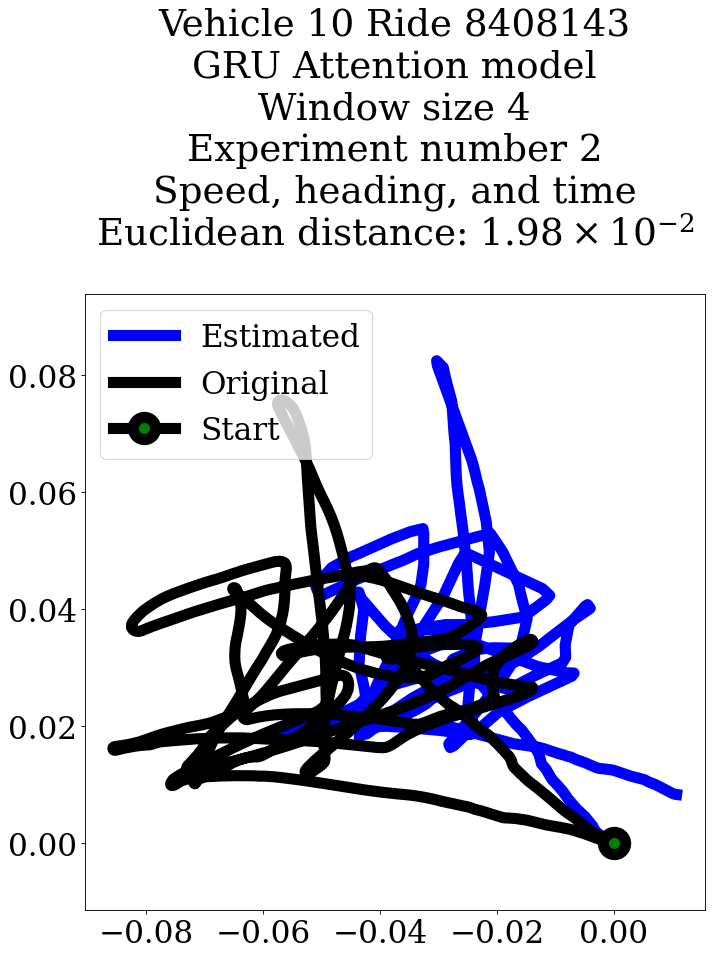 Vehicle 10 Ride 8408143
GRU Attention model
Window size 4
Experiment number 2
Speed, heading, and time
Euclidean distance: 1.98 × 10⁻²
Estimated
Original
Start
0.08
0.06
0.04
0.02
0.00
−0.08 −0.06 −0.04 −0.02 0.00